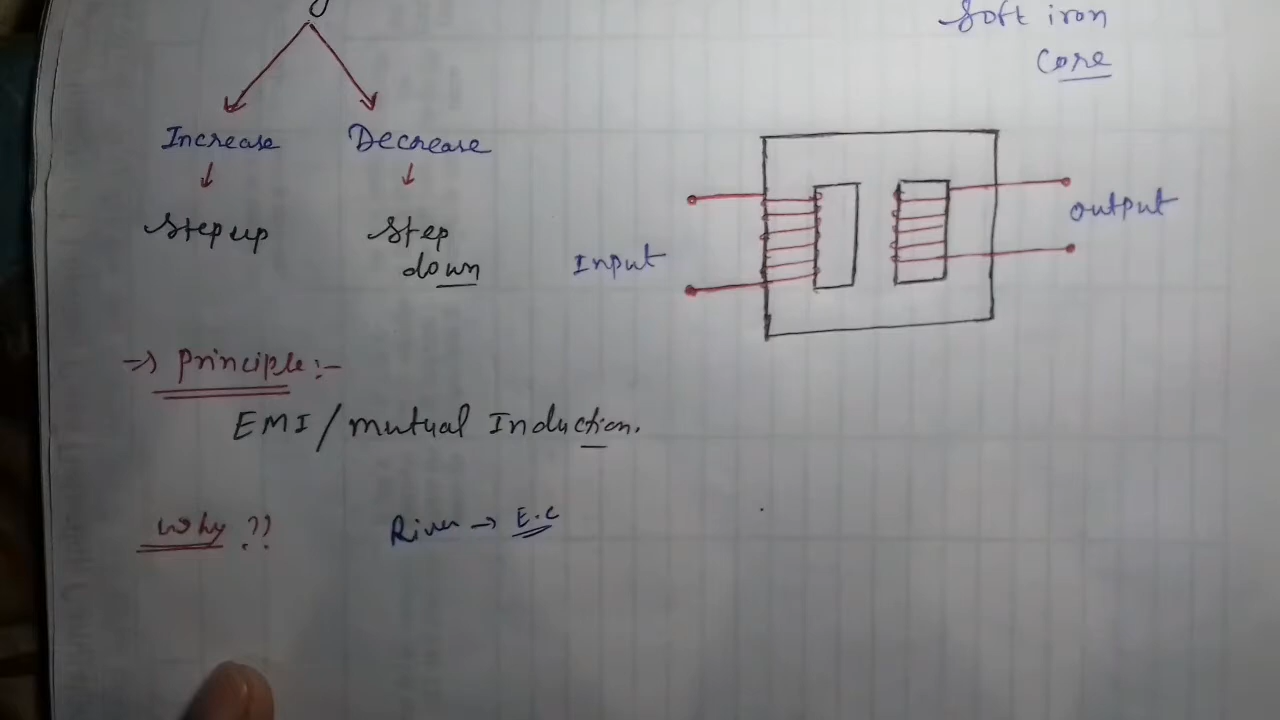 Soft iron
Core
Increase Decrease
Step up Step
down
Input
Output
Principle:-
EMI/mutual Induction.
Why ??
River → E.C